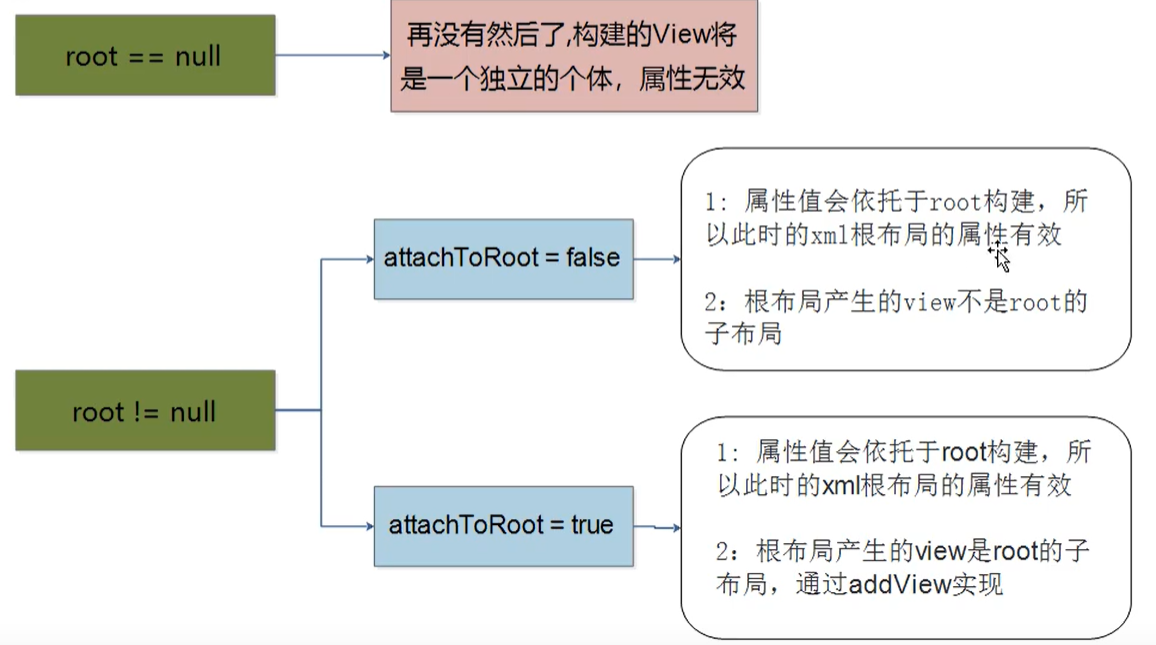 root == null
再没有然后了,构建的View将
是一个独立的个体，属性无效
1: 属性值会依托于root构建，所
以此时的xml根布局的属性有效
attachToRoot = false
2：根布局产生的view不是root的
子布局
root != null
1: 属性值会依托于root构建，所
以此时的xml根布局的属性有效
attachToRoot = true
2：根布局产生的view是root的子
布局，通过addView实现